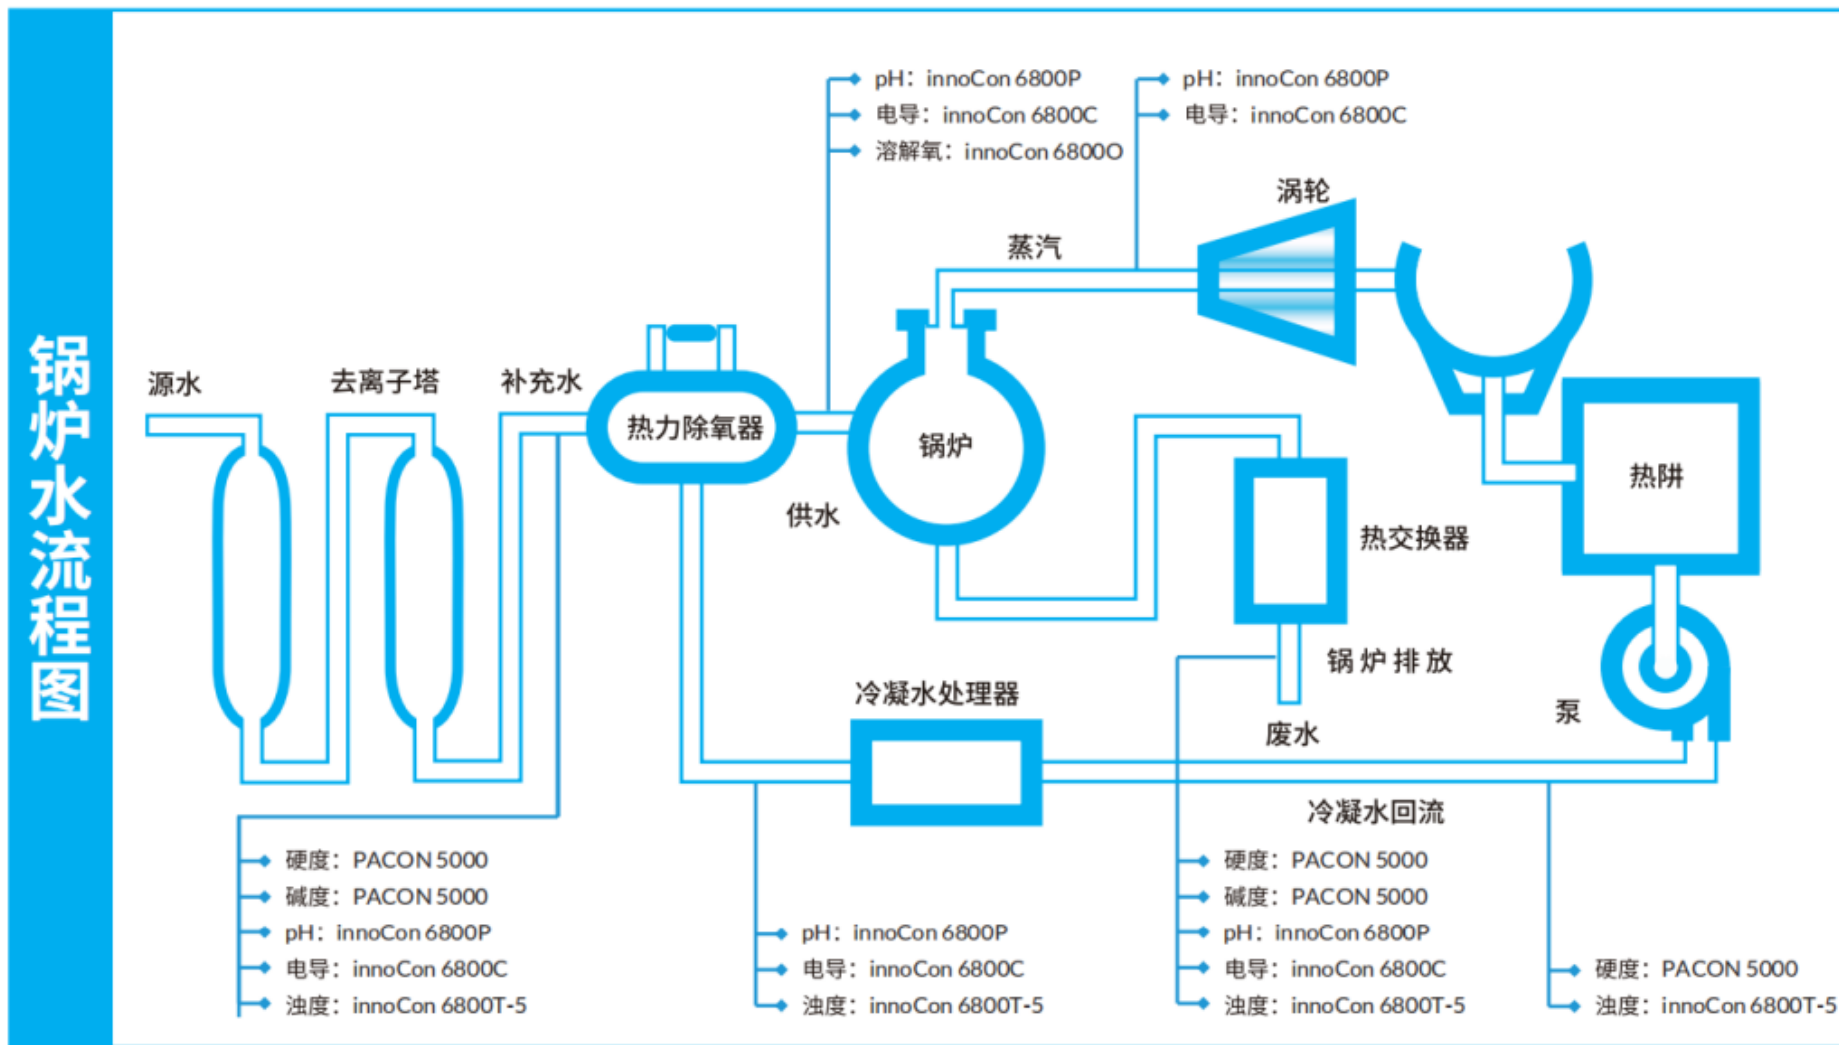 锅炉水流程图
pH：innoCon 6800P
电导：innoCon 6800C
溶解氧：innoCon 6800O
pH：innoCon 6800P
电导：innoCon 6800C
涡轮
蒸汽
源水
去离子塔
补充水
热力除氧器
锅炉
供水
热阱
热交换器
锅炉排放
冷凝水处理器
废水
泵
冷凝水回流
硬度：PACON 5000
碱度：PACON 5000
pH：innoCon 6800P
电导：innoCon 6800C
浊度：innoCon 6800T-5
pH：innoCon 6800P
电导：innoCon 6800C
浊度：innoCon 6800T-5
硬度：PACON 5000
碱度：PACON 5000
pH：innoCon 6800P
电导：innoCon 6800C
浊度：innoCon 6800T-5
硬度：PACON 5000
浊度：innoCon 6800T-5